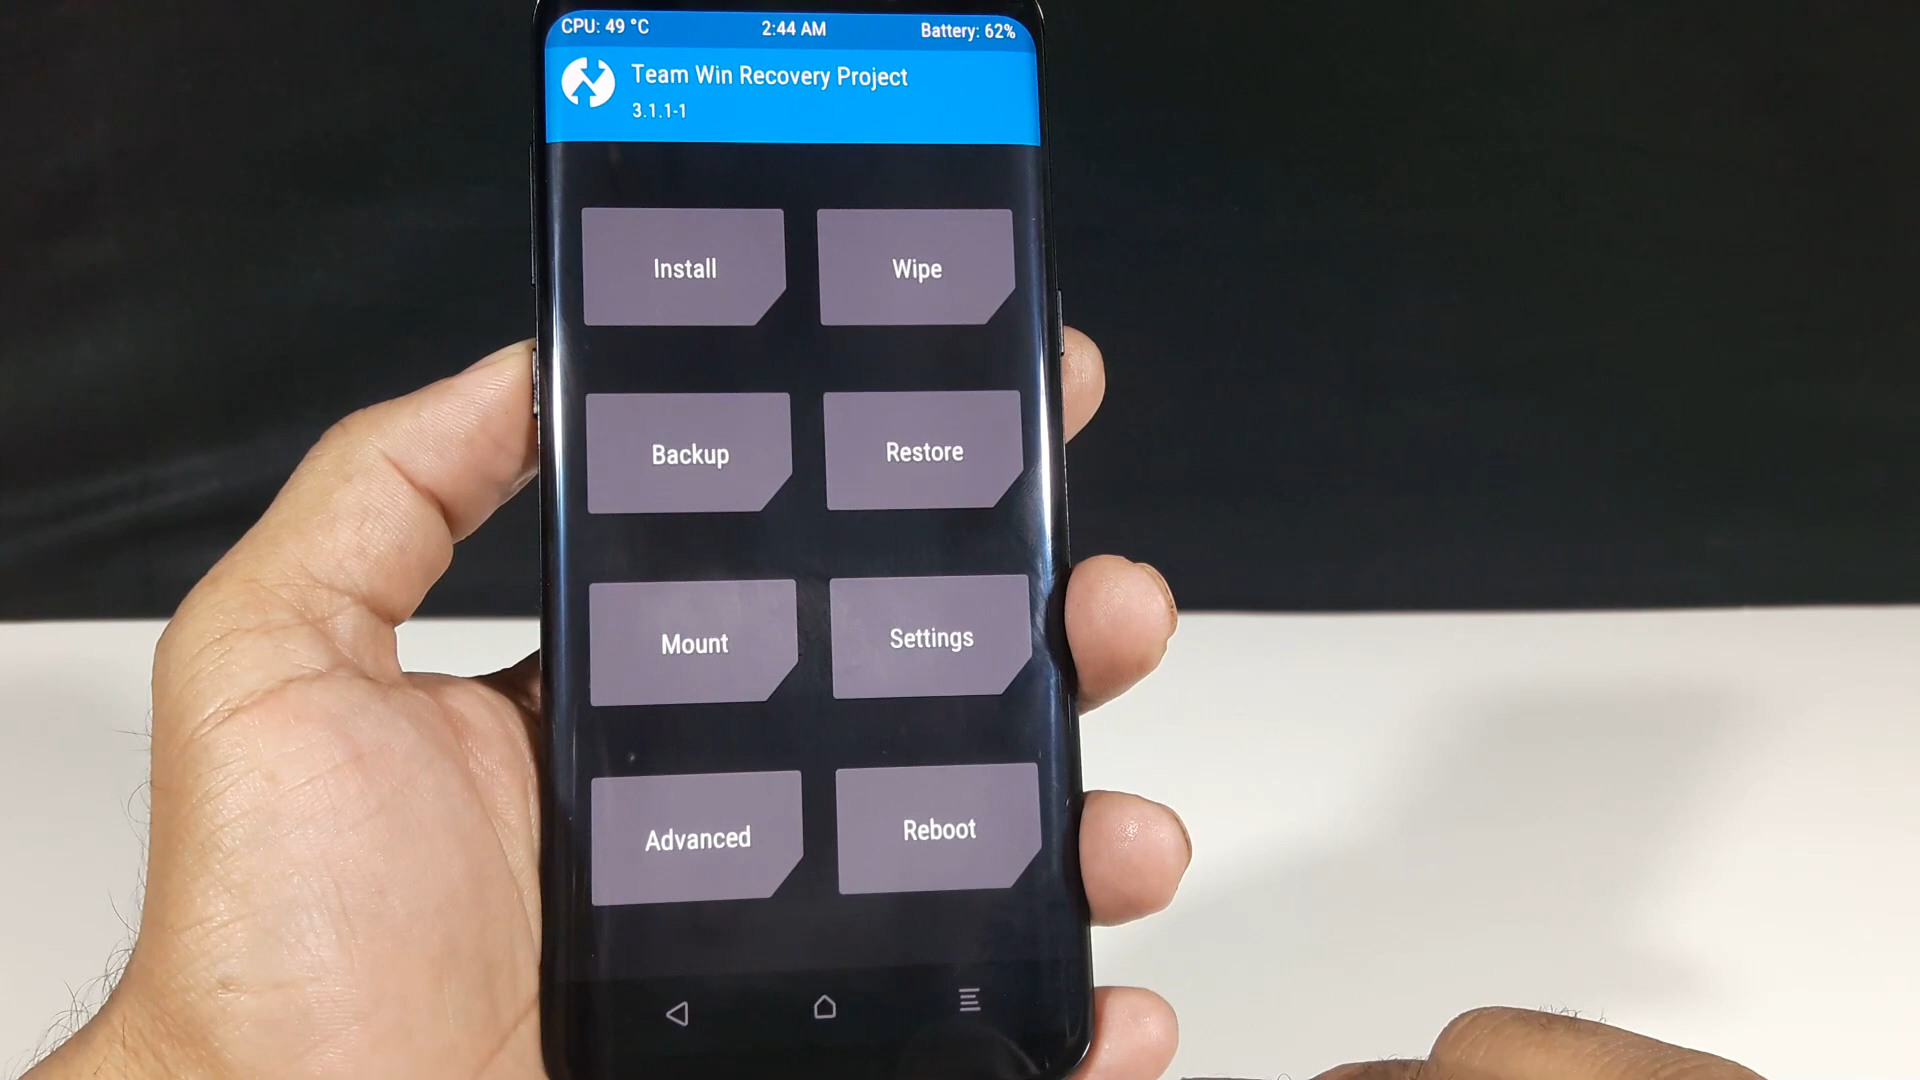 CPU: 49 °C 2:44 AM Battery: 62%
Team Win Recovery Project
3.1.1-1
Install Wipe
Backup Restore
Mount Settings
Advanced Reboot